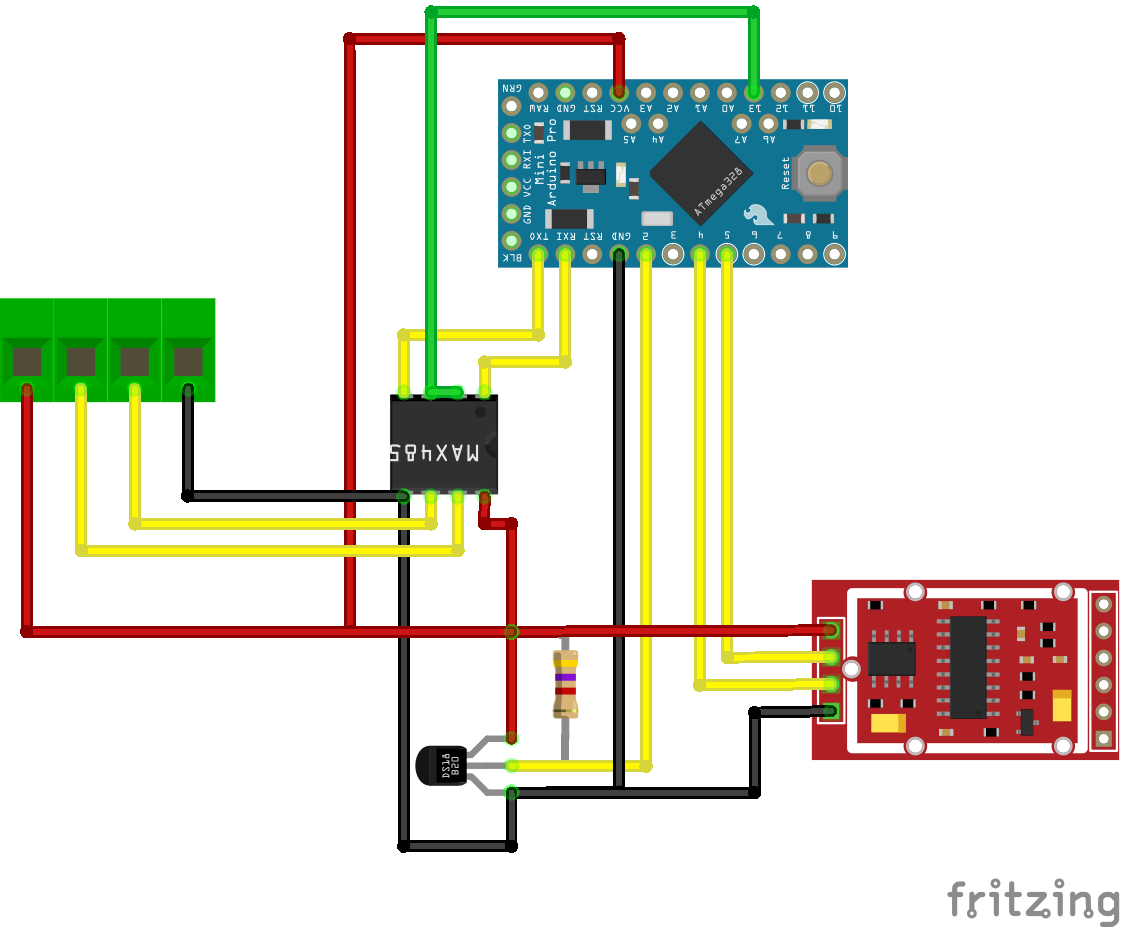 GRN
RAW
GND
RST
VCC
A3
A2
A1
A0
13
12
11
10
A5
A4
A7
A6
TXO
RXI
VCC
GND
BLK
Arduino
Mini
Pro
ATmega328
Reset
TXO
RXI
RST
GND
2
3
4
5
6
7
8
9
MAX485
DS18
B20
fritzing